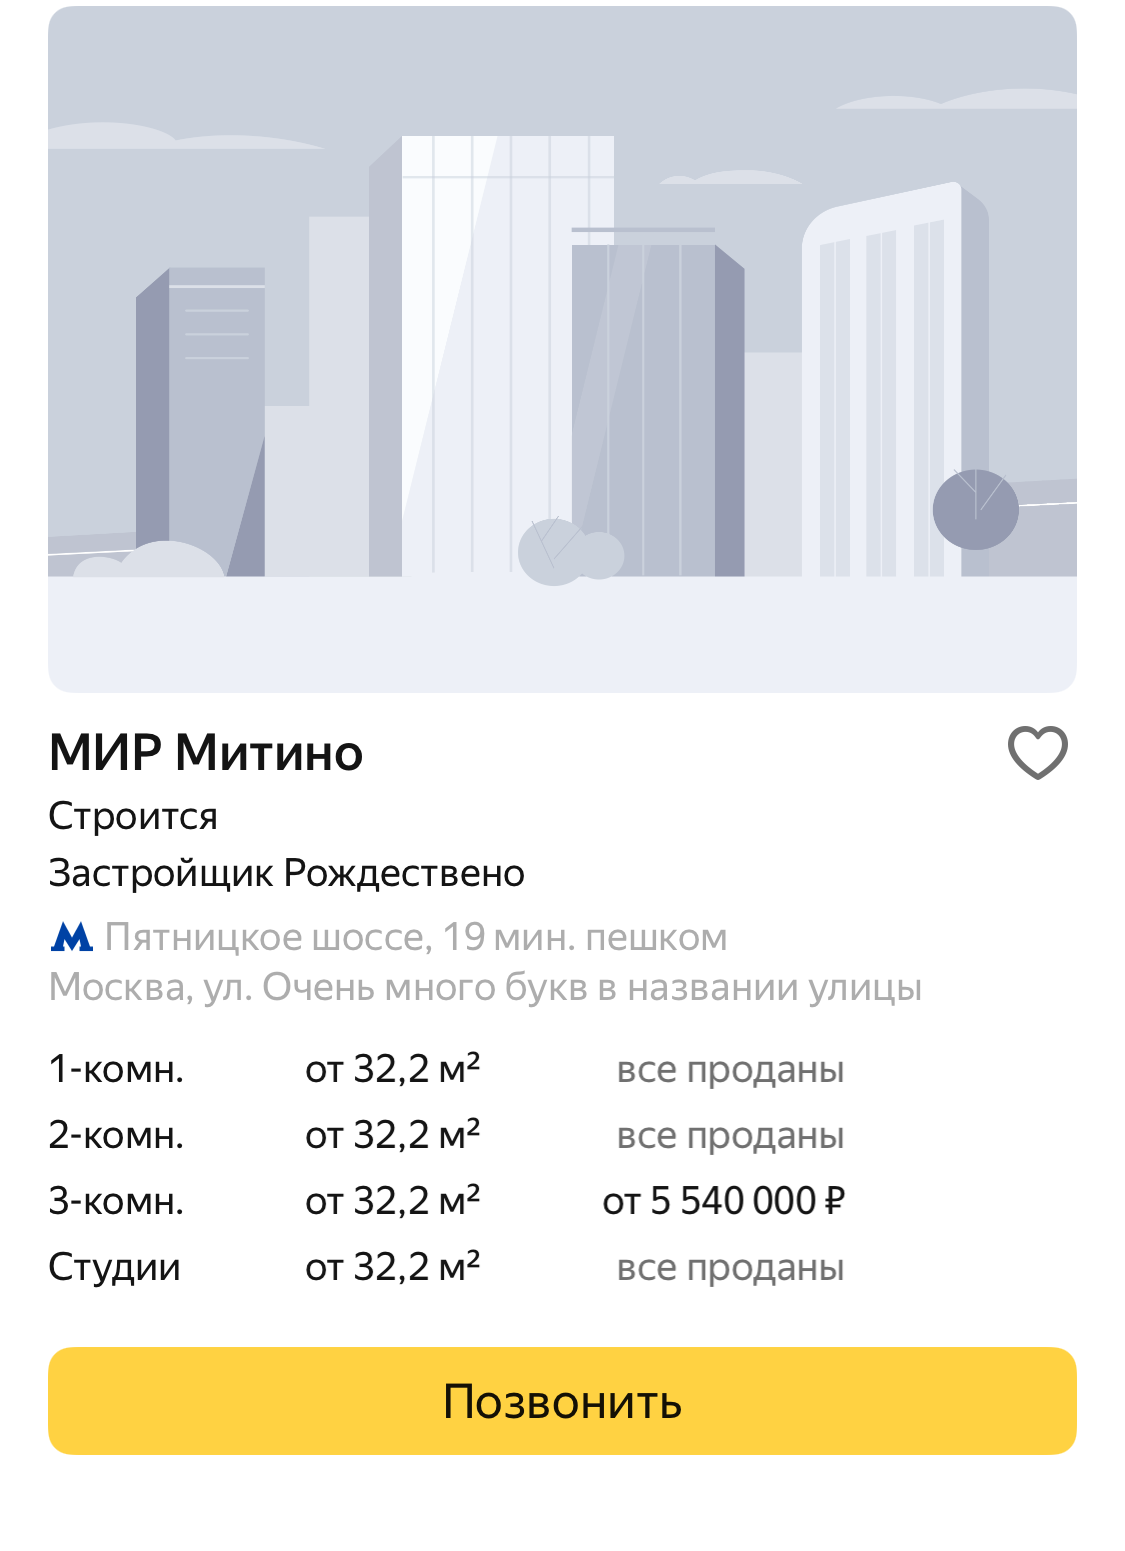 МИР Митино
Строится
Застройщик Рождествено
Пятницкое шоссе, 19 мин. пешком
Москва, ул. Очень много букв в названии улицы
1-комн. от 32,2 м² все проданы
2-комн. от 32,2 м² все проданы
3-комн. от 32,2 м² от 5 540 000 ₽
Студии от 32,2 м² все проданы
Позвонить